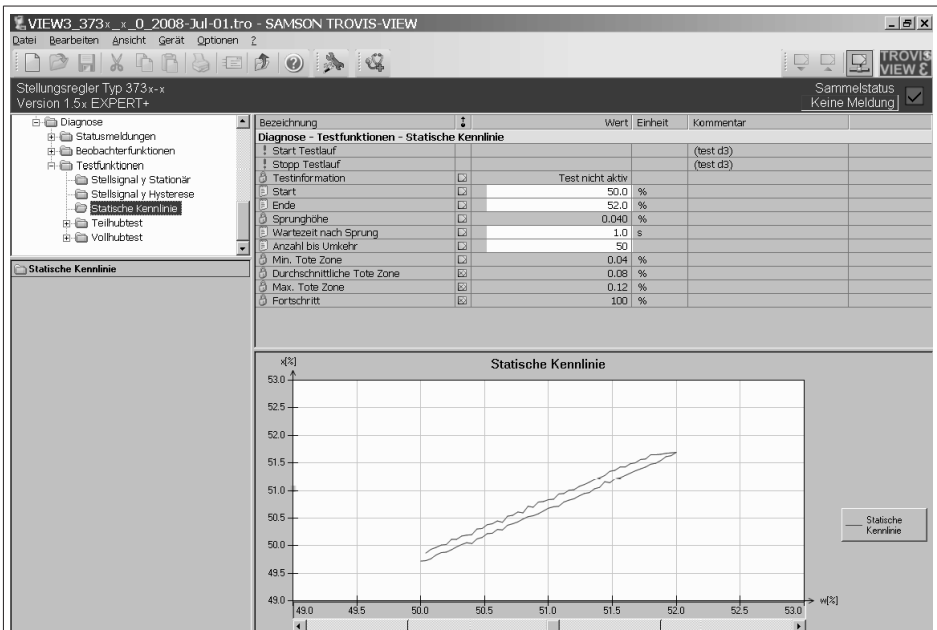 VIEW3_373x_x_0_2008-Jul-01.tro - SAMSON TROVIS-VIEW
Datei Bearbeiten Ansicht Gerät Optionen ?
TROVIS
VIEW 3
Stellungsregler Typ 373x-x
Version 1.5x EXPERT+
Sammelstatus
Keine Meldung
Diagnose
Statusmeldungen
Beobachterfunktionen
Testfunktionen
Stellsignal y Stationär
Stellsignal y Hysterese
Statische Kennlinie
Teilhubtest
Vollhubtest
Statische Kennlinie
Bezeichnung Wert Einheit Kommentar
Diagnose - Testfunktionen - Statische Kennlinie
! Start Testlauf (test d3)
! Stopp Testlauf (test d3)
Testinformation Test nicht aktiv
Start 50.0 %
Ende 52.0 %
Sprunghöhe 0.040 %
Wartezeit nach Sprung 1.0 s
Anzahl bis Umkehr 50
Min. Tote Zone 0.04 %
Durchschnittliche Tote Zone 0.08 %
Max. Tote Zone 0.12 %
Fortschritt 100 %
x[%]
Statische Kennlinie
53.0
52.5
52.0
51.5
51.0
50.5
50.0
49.5
49.0
49.0 49.5 50.0 50.5 51.0 51.5 52.0 52.5 53.0
w[%]
Statische
Kennlinie